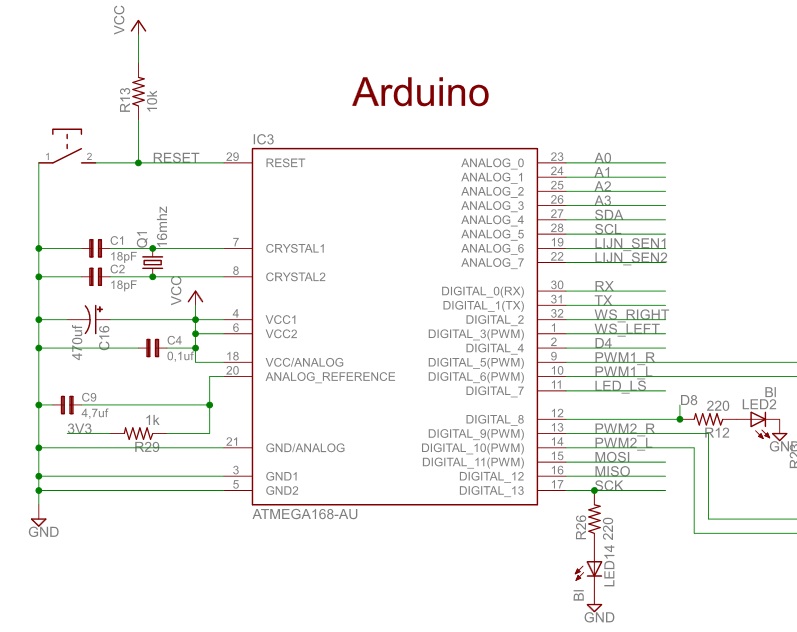 VCC
R13
10k
Arduino
IC3
1 2 RESET 29 RESET ANALOG_0 23 A0
ANALOG_1 24 A1
ANALOG_2 25 A2
ANALOG_3 26 A3
ANALOG_4 27 SDA
ANALOG_5 28 SCL
C1 18pF Q1 16mhz 7 CRYSTAL1 ANALOG_6 19 LIJN_SEN1
ANALOG_7 22 LIJN_SEN2
C2 18pF 8 CRYSTAL2
VCC
DIGITAL_0(RX) 30 RX
DIGITAL_1(TX) 31 TX
470uf C16 + 4 VCC1 DIGITAL_2 32 WS_RIGHT
6 VCC2 DIGITAL_3(PWM) 1 WS_LEFT
C4 0,1uf DIGITAL_4 2 D4
18 VCC/ANALOG DIGITAL_5(PWM) 9 PWM1_R
20 ANALOG_REFERENCE DIGITAL_6(PWM) 10 PWM1_L
DIGITAL_7 11 LED_LS
C9 4,7uf
DIGITAL_8 12 D8 220 R12 BI LED2 GND
3V3 1k R29 DIGITAL_9(PWM) 13 PWM2_R
21 GND/ANALOG DIGITAL_10(PWM) 14 PWM2_L
DIGITAL_11(PWM) 15 MOSI
3 GND1 DIGITAL_12 16 MISO
5 GND2 DIGITAL_13 17 SCK
GND
ATMEGA168-AU
R26 220
LED14
BI
GND